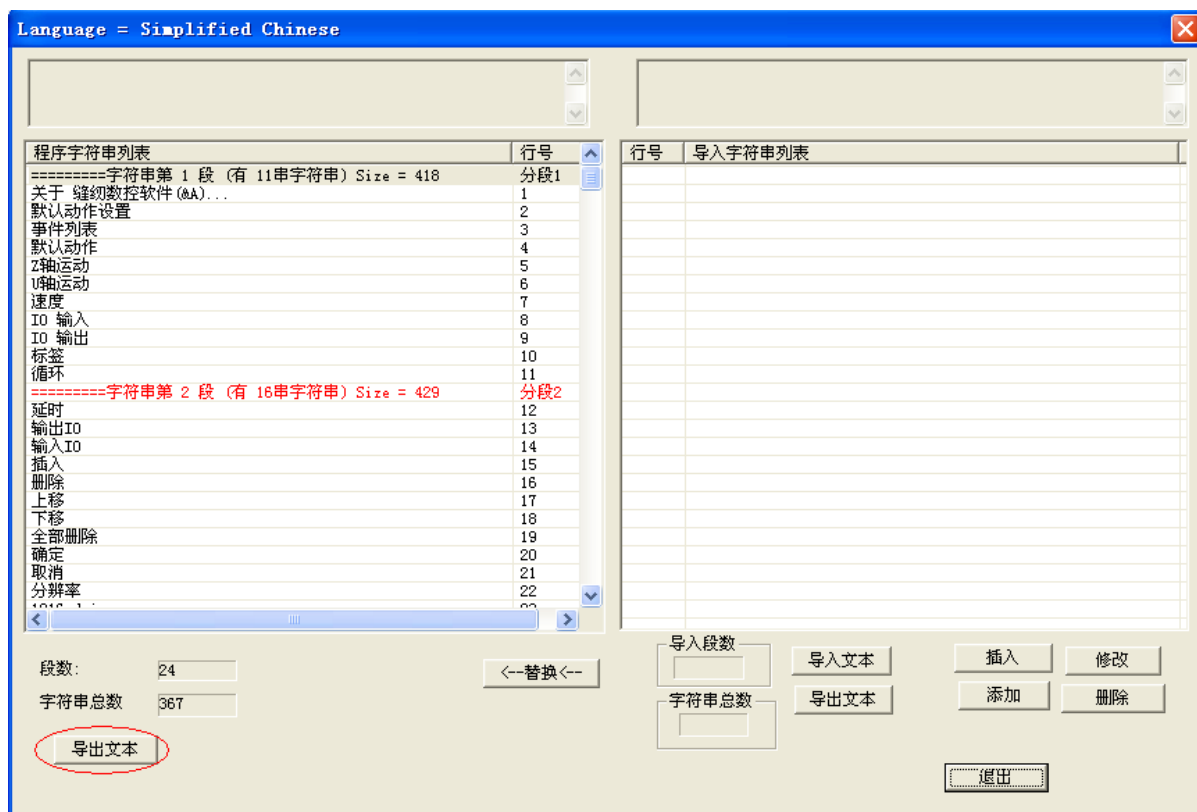 Language = Simplified Chinese
程序字符串列表 行号
=========字符串第 1 段 (有 11串字符串) Size = 418 分段1
关于 缝纫数控软件(&A)... 1
默认动作设置 2
事件列表 3
默认动作 4
Z轴运动 5
U轴运动 6
速度 7
IO 输入 8
IO 输出 9
标签 10
循环 11
=========字符串第 2 段 (有 16串字符串) Size = 429 分段2
延时 12
输出IO 13
输入IO 14
插入 15
删除 16
上移 17
下移 18
全部删除 19
确定 20
取消 21
分辨率 22
行号 导入字符串列表
段数: 24
字符串总数 367
导出文本
<--替换<--
导入段数
字符串总数
导入文本
导出文本
插入 修改
添加 删除
退出